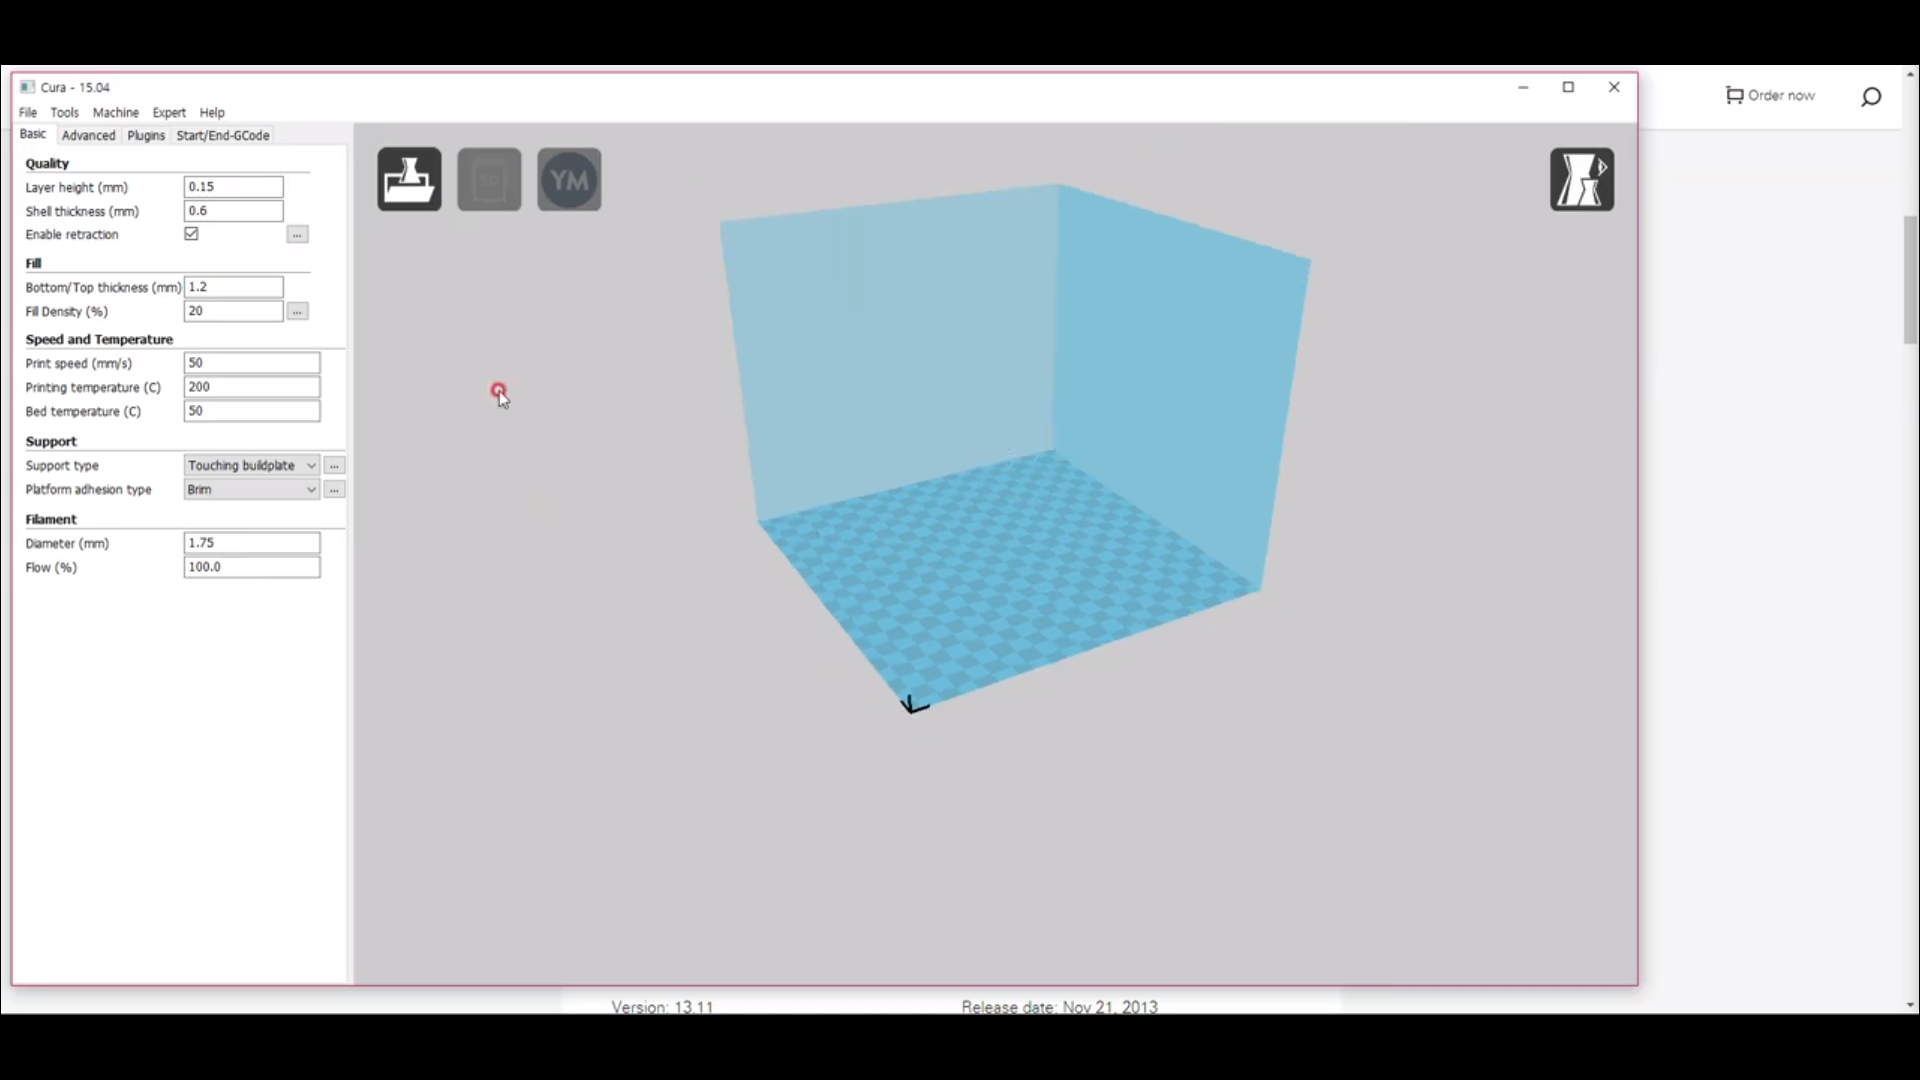 Cura - 15.04
Order now
File Tools Machine Expert Help
Basic Advanced Plugins Start/End-GCode
Quality
Layer height (mm) 0.15
Shell thickness (mm) 0.6
Enable retraction ...
Fill
Bottom/Top thickness (mm) 1.2
Fill Density (%) 20 ...
Speed and Temperature
Print speed (mm/s) 50
Printing temperature (C) 200
Bed temperature (C) 50
Support
Support type Touching buildplate ...
Platform adhesion type Brim ...
Filament
Diameter (mm) 1.75
Flow (%) 100.0
SD
YM
Version: 13.11 Release date: Nov 21, 2013